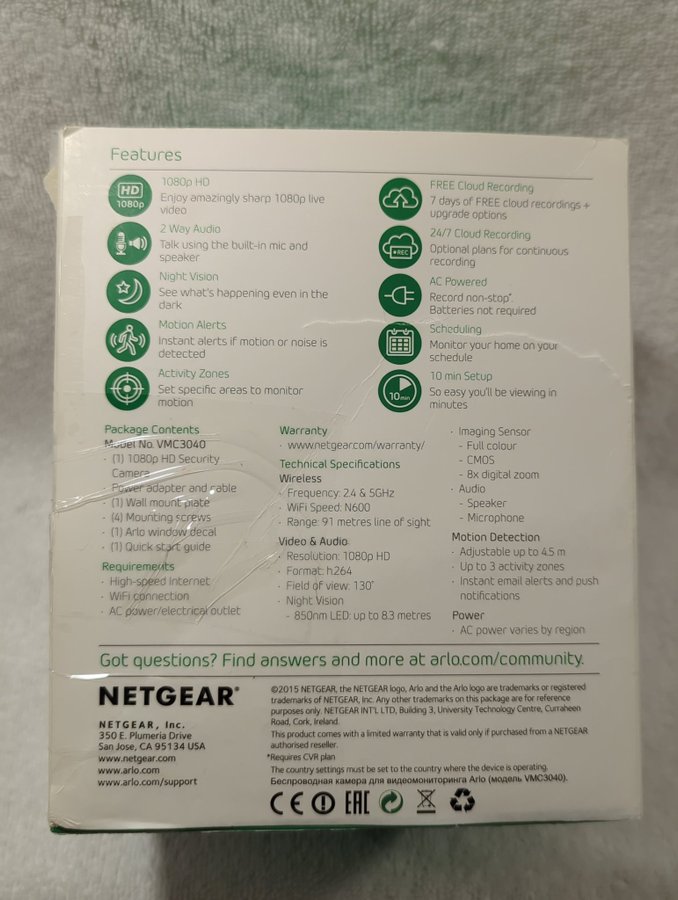 Features
HD
1080p
1080p HD
Enjoy amazingly sharp 1080p live
video
2 Way Audio
Talk using the built-in mic and
speaker
Night Vision
See what's happening even in the
dark
Motion Alerts
Instant alerts if motion or noise is
detected
Activity Zones
Set specific areas to monitor
motion
FREE Cloud Recording
7 days of FREE cloud recordings +
upgrade options
REC
24/7 Cloud Recording
Optional plans for continuous
recording
AC Powered
Record non-stop*.
Batteries not required
Scheduling
Monitor your home on your
schedule
10min
10 min Setup
So easy you'll be viewing in
minutes
Package Contents
Model No. VMC3040
· (1) 1080p HD Security
Camera
· Power adapter and cable
· (1) Wall mount plate
· (4) Mounting screws
· (1) Arlo window decal
· (1) Quick start guide
Requirements
· High-speed Internet
· WiFi connection
· AC power/electrical outlet
Warranty
· www.netgear.com/warranty/
Technical Specifications
Wireless
· Frequency: 2.4 & 5GHz
· WiFi Speed: N600
· Range: 91 metres line of sight
Video & Audio
· Resolution: 1080p HD
· Format: h.264
· Field of view: 130°
· Night Vision
- 850nm LED: up to 8.3 metres
· Imaging Sensor
- Full colour
- CMOS
- 8x digital zoom
· Audio
- Speaker
- Microphone
Motion Detection
· Adjustable up to 4.5 m
· Up to 3 activity zones
· Instant email alerts and push
notifications
Power
· AC power varies by region
Got questions? Find answers and more at arlo.com/community.
NETGEAR®
NETGEAR, Inc.
350 E. Plumeria Drive
San Jose, CA 95134 USA
www.netgear.com
www.arlo.com
www.arlo.com/support
©2015 NETGEAR, the NETGEAR logo, Arlo and the Arlo logo are trademarks or registered
trademarks of NETGEAR, Inc. Any other trademarks on this package are for reference
purposes only. NETGEAR INT'L LTD, Building 3, University Technology Centre, Curraheen
Road, Cork, Ireland.
This product comes with a limited warranty that is valid only if purchased from a NETGEAR
authorised reseller.
*Requires CVR plan
The country settings must be set to the country where the device is operating.
Беспроводная камера для видеомониторинга Arlo (модель VMC3040).
CE EAC